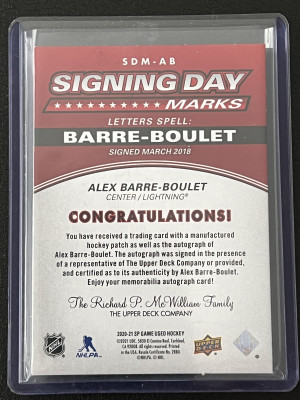 SDM-AB
SIGNING DAY
MARKS
LETTERS SPELL:
BARRE-BOULET
SIGNED MARCH 2018
ALEX BARRE-BOULET
CENTER / LIGHTNING®
CONGRATULATIONS!
You have received a trading card with a manufactured
hockey patch as well as the autograph of
Alex Barre-Boulet. The autograph was signed in the presence
of a representative of The Upper Deck Company or provided,
and certified as to its authenticity by Alex Barre-Boulet.
Enjoy your memorabilia autograph card!
The Richard P. McWilliam Family
THE UPPER DECK COMPANY
2020-21 SP GAME USED HOCKEY
NHL
NHLPA
UPPER DECK